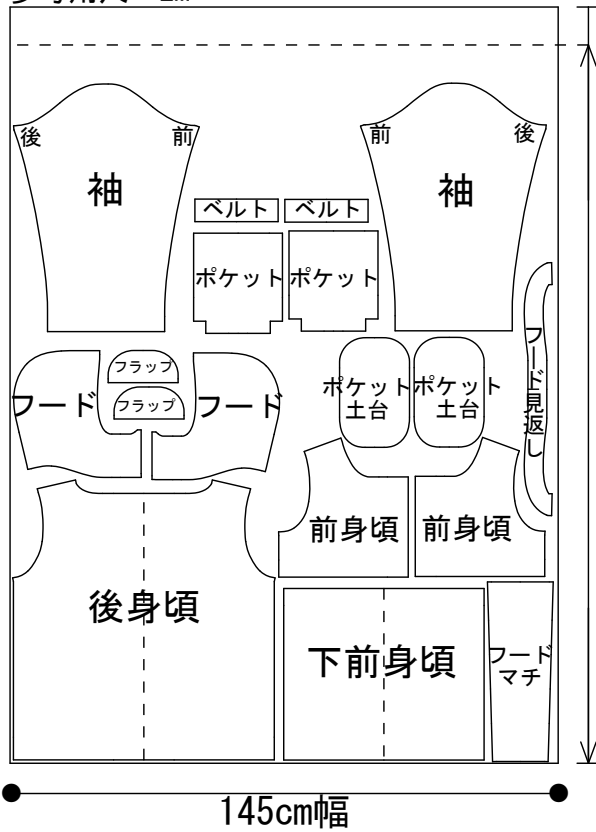 後
前
前
後
袖
袖
ベルト
ベルト
ポケット
ポケット
フード見返し
フラップ
フラップ
フード
フード
ポケット
土台
ポケット
土台
前身頃
前身頃
後身頃
下前身頃
フード
マチ
145cm幅